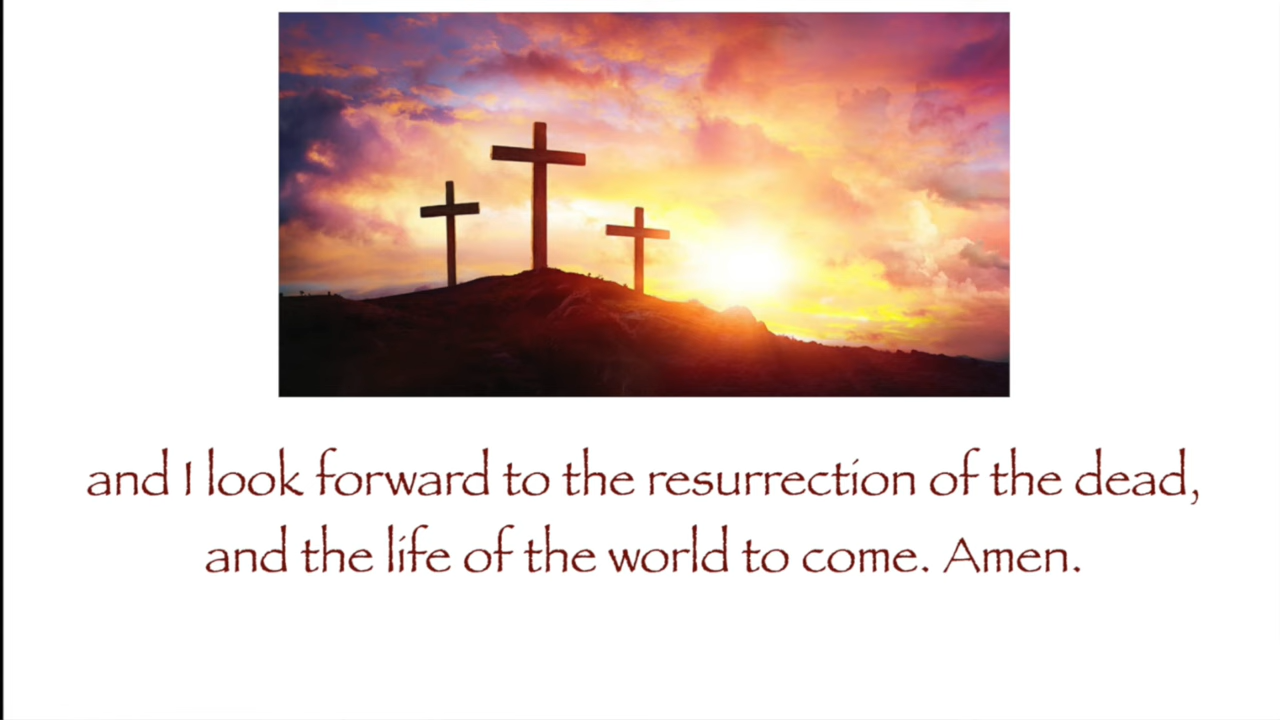 and I look forward to the resurrection of the dead,
and the life of the world to come. Amen.